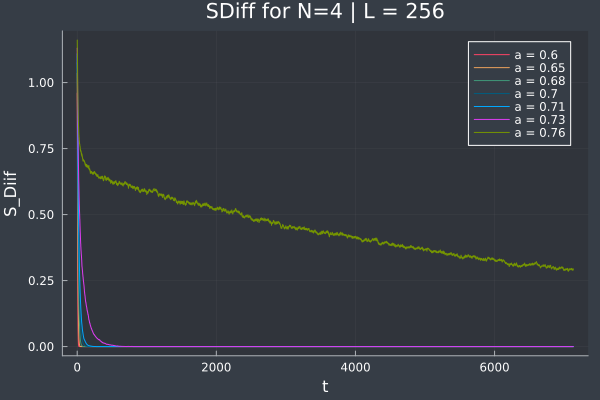 SDiff for N=4 | L = 256
S_Diif
1.00
0.75
0.50
0.25
0.00
0
2000
4000
6000
t
a = 0.6
a = 0.65
a = 0.68
a = 0.7
a = 0.71
a = 0.73
a = 0.76